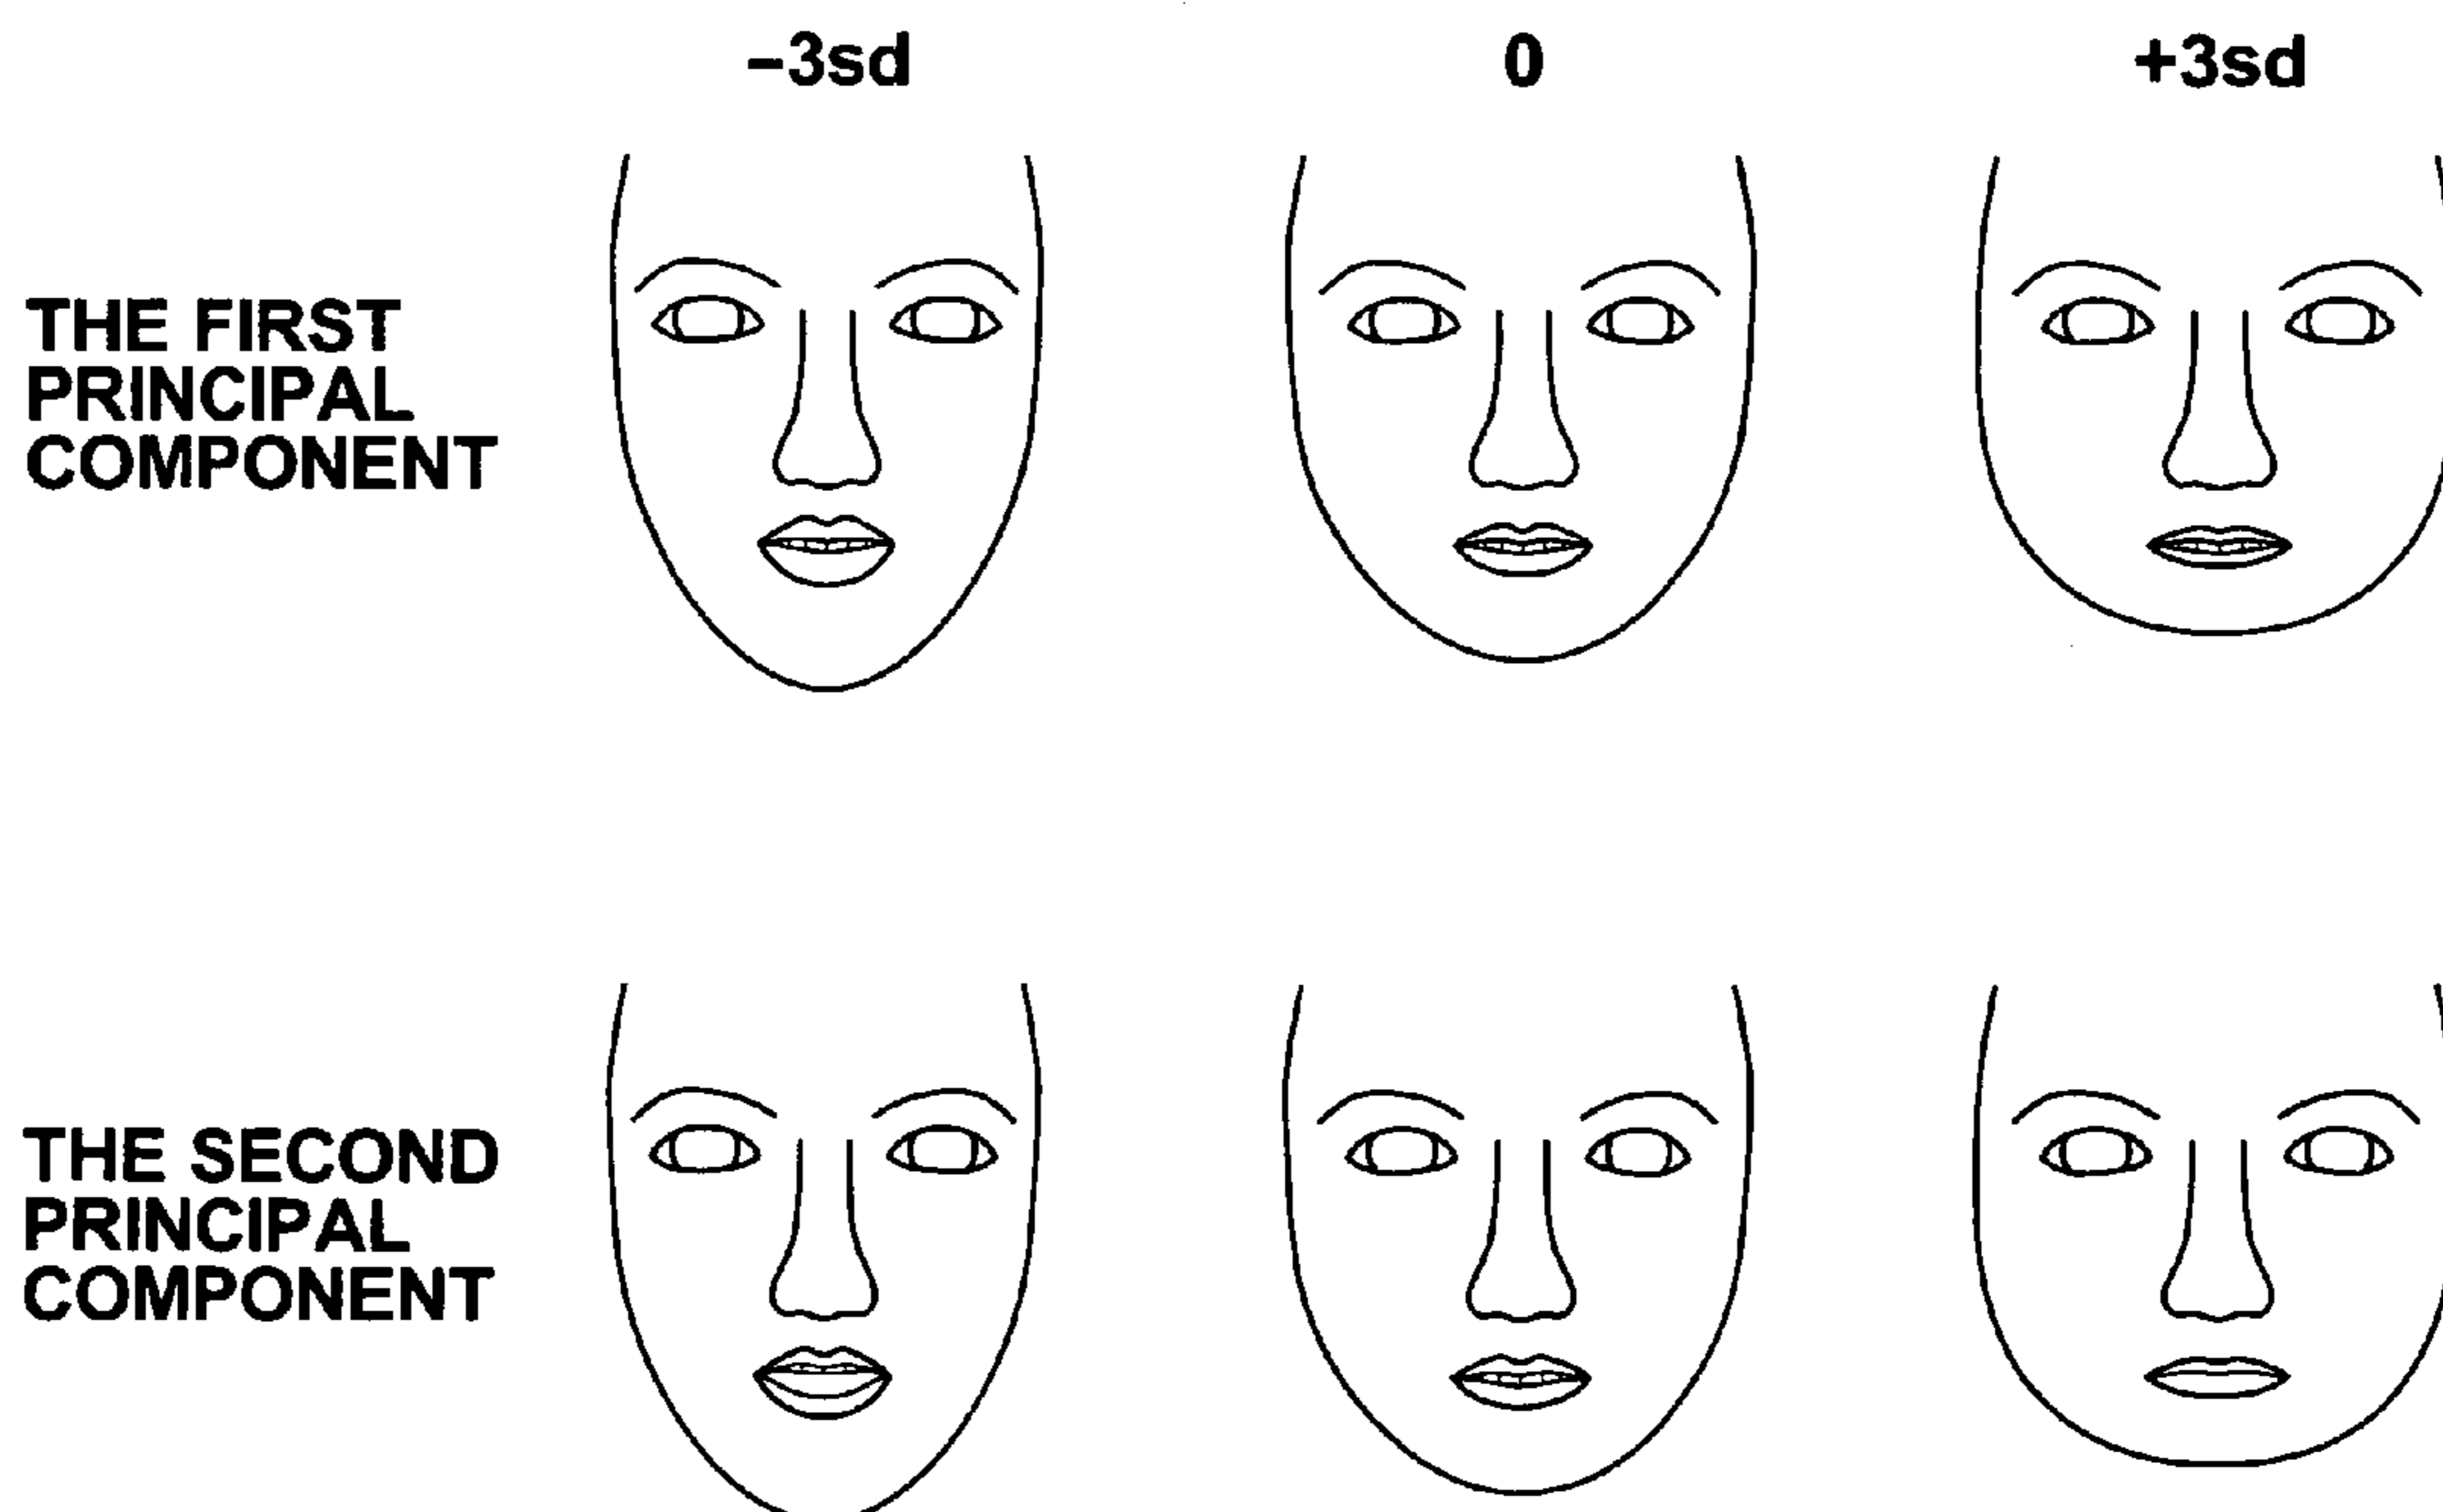 –3sd 0 +3sd
THE FIRST
PRINCIPAL
COMPONENT
THE SECOND
PRINCIPAL
COMPONENT